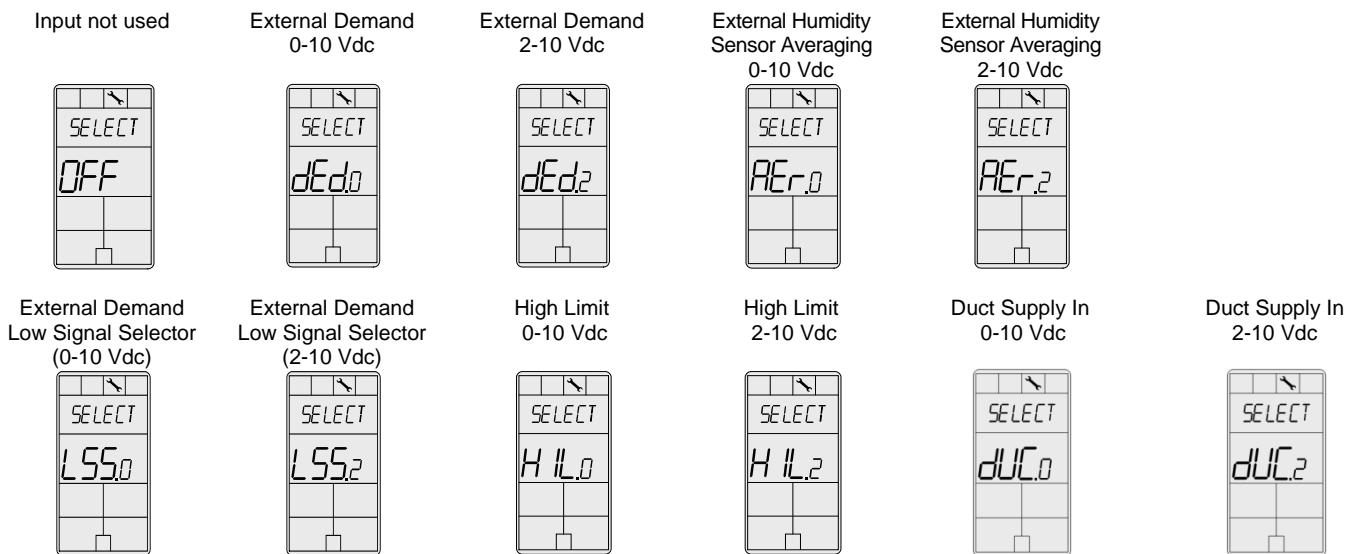 Input not used
External Demand
0-10 Vdc
External Demand
2-10 Vdc
External Humidity
Sensor Averaging
0-10 Vdc
External Humidity
Sensor Averaging
2-10 Vdc
SELECT
OFF
SELECT
dEd.0
SELECT
dEd.2
SELECT
AEr.0
SELECT
AEr.2
External Demand
Low Signal Selector
(0-10 Vdc)
External Demand
Low Signal Selector
(2-10 Vdc)
High Limit
0-10 Vdc
High Limit
2-10 Vdc
Duct Supply In
0-10 Vdc
Duct Supply In
2-10 Vdc
SELECT
LSS.0
SELECT
LSS.2
SELECT
HIL.0
SELECT
HIL.2
SELECT
dUC.0
SELECT
dUC.2